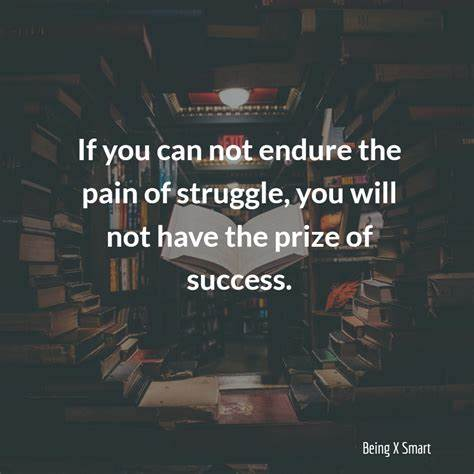 EXIT
If you can not endure the
pain of struggle, you will
not have the prize of
success.
Being X Smart